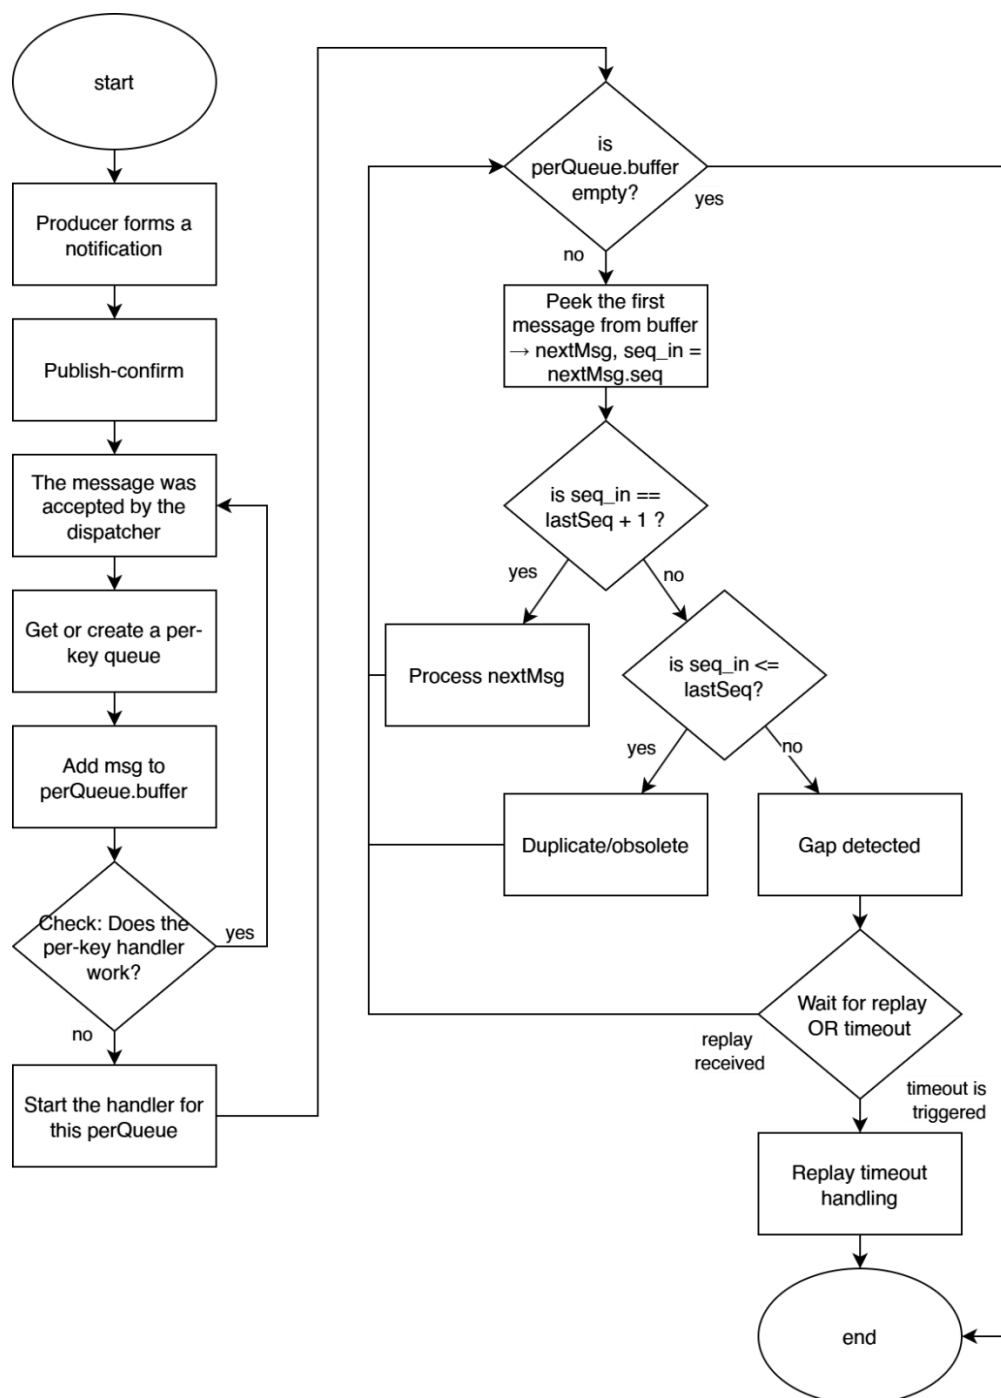 start
Producer forms a
notification
Publish-confirm
The message was
accepted by the
dispatcher
Get or create a per-
key queue
Add msg to
perQueue.buffer
Check: Does the
per-key handler
work?
yes
no
Start the handler for
this perQueue
is
perQueue.buffer
empty?
yes
no
Peek the first
message from buffer
→ nextMsg, seq_in =
nextMsg.seq
is seq_in ==
lastSeq + 1 ?
yes
no
Process nextMsg
is seq_in <=
lastSeq?
yes
no
Duplicate/obsolete
Gap detected
Wait for replay
OR timeout
replay
received
timeout is
triggered
Replay timeout
handling
end